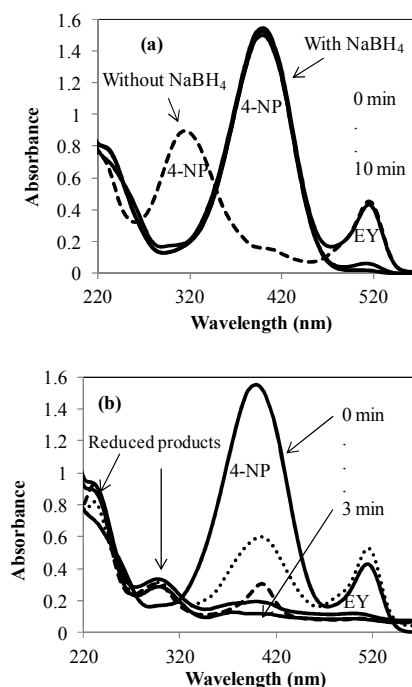 (a)
With NaBH4
Without NaBH4
4-NP
0 min
.
.
10 min
4-NP
EY
Absorbance
1.6
1.4
1.2
1
0.8
0.6
0.4
0.2
0
220
320
420
520
Wavelength (nm)
(b)
Reduced products
0 min
.
.
.
3 min
4-NP
EY
Absorbance
1.6
1.4
1.2
1
0.8
0.6
0.4
0.2
0
220
320
420
520
Wavelength (nm)